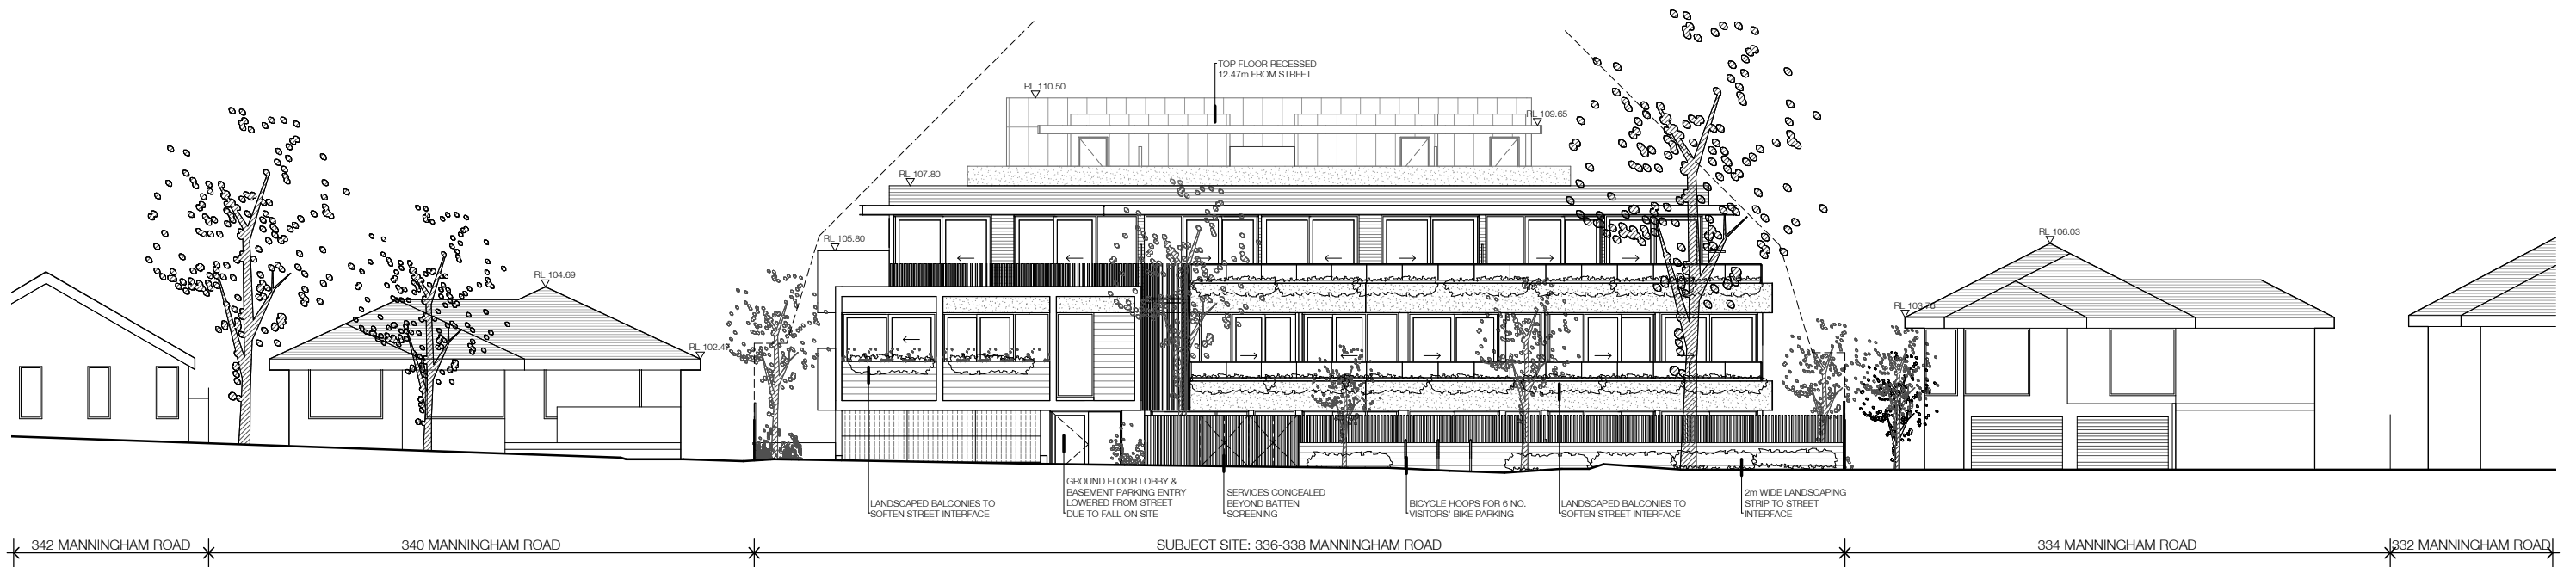 TOP FLOOR RECESSED
12.47m FROM STREET
RL 110.50
RL 109.65
RL 107.80
RL 105.80
RL 106.03
RL 104.69
RL 103.76
RL 102.47
GROUND FLOOR LOBBY &
BASEMENT PARKING ENTRY
LOWERED FROM STREET
DUE TO FALL ON SITE
LANDSCAPED BALCONIES TO
SOFTEN STREET INTERFACE
SERVICES CONCEALED
BEYOND BATTEN
SCREENING
BICYCLE HOOPS FOR 6 NO.
VISITORS' BIKE PARKING
LANDSCAPED BALCONIES TO
SOFTEN STREET INTERFACE
2m WIDE LANDSCAPING
STRIP TO STREET
INTERFACE
342 MANNINGHAM ROAD
340 MANNINGHAM ROAD
SUBJECT SITE: 336-338 MANNINGHAM ROAD
334 MANNINGHAM ROAD
332 MANNINGHAM ROAD